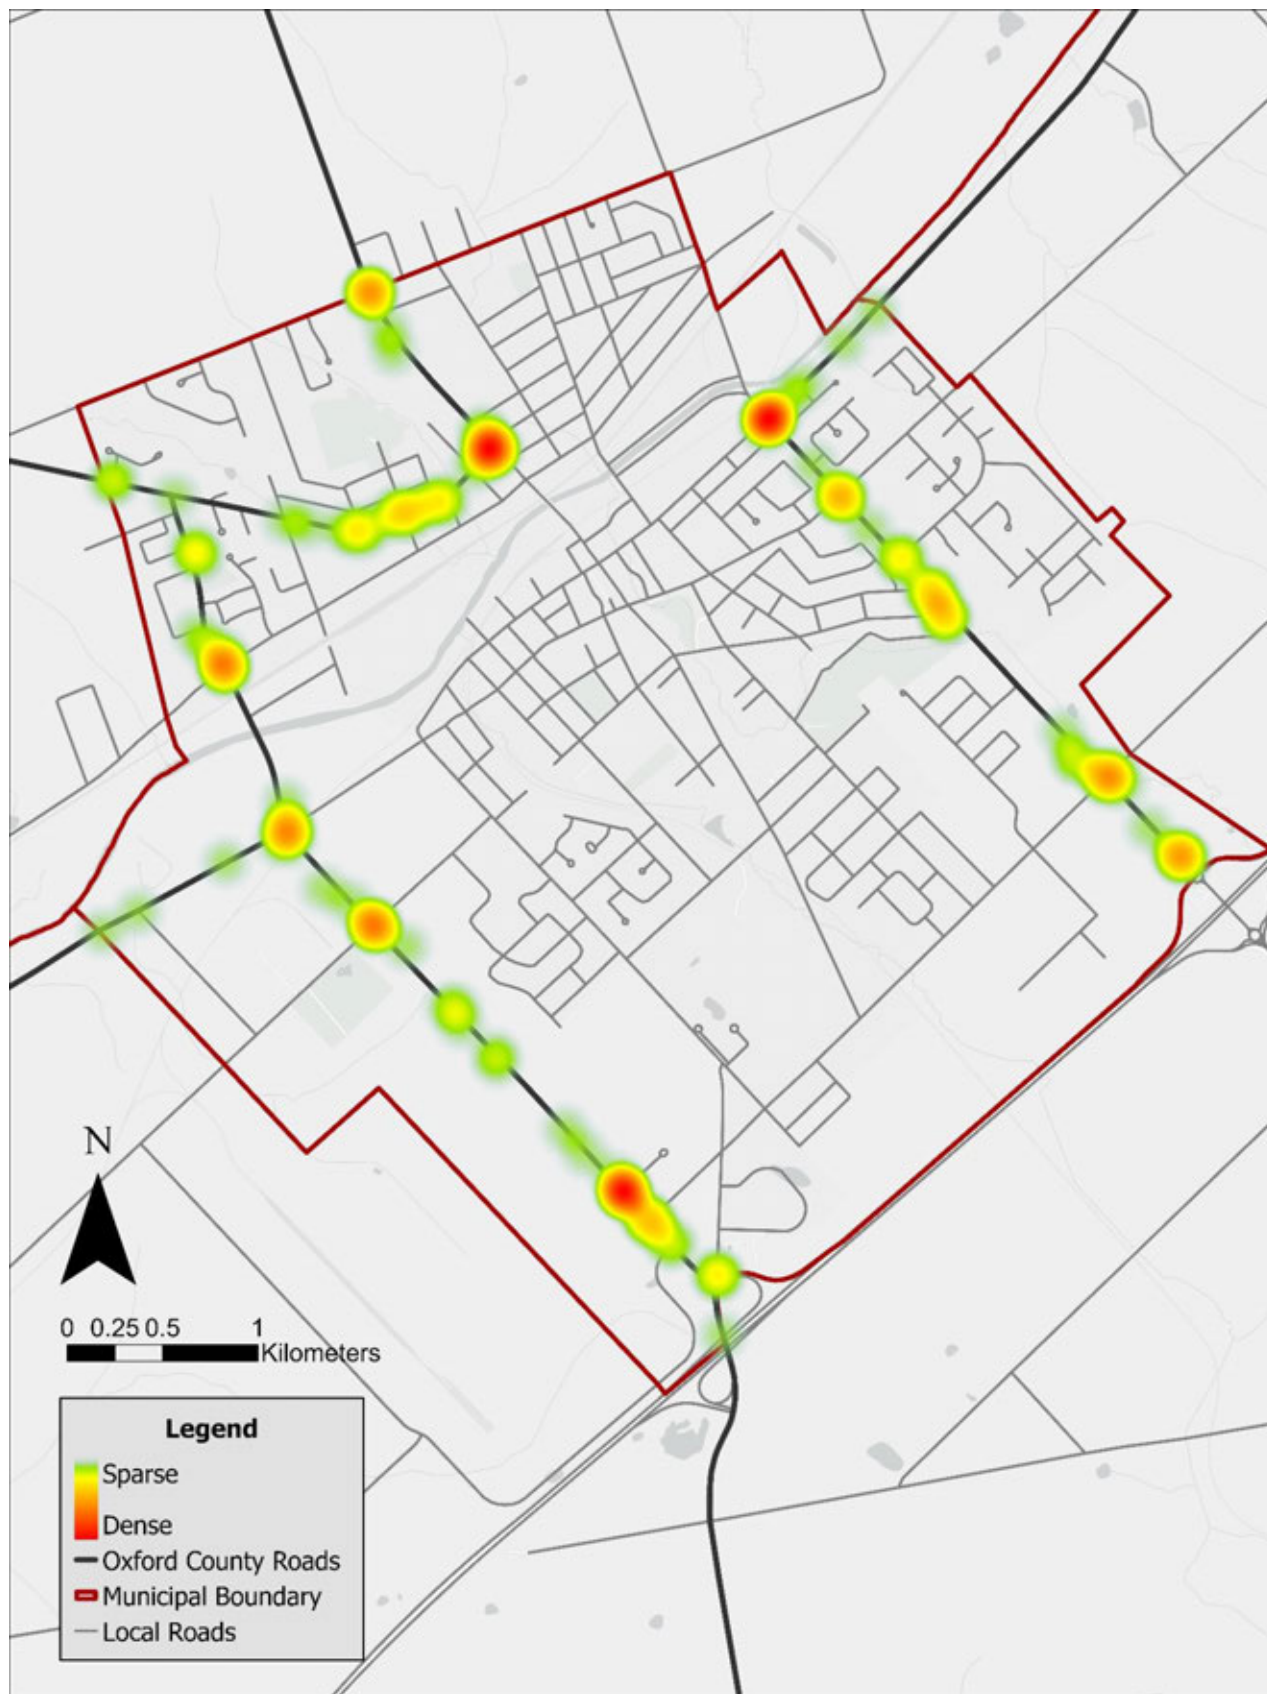 N
0 0.25 0.5 1
Kilometers
Legend
Sparse
Dense
Oxford County Roads
Municipal Boundary
Local Roads